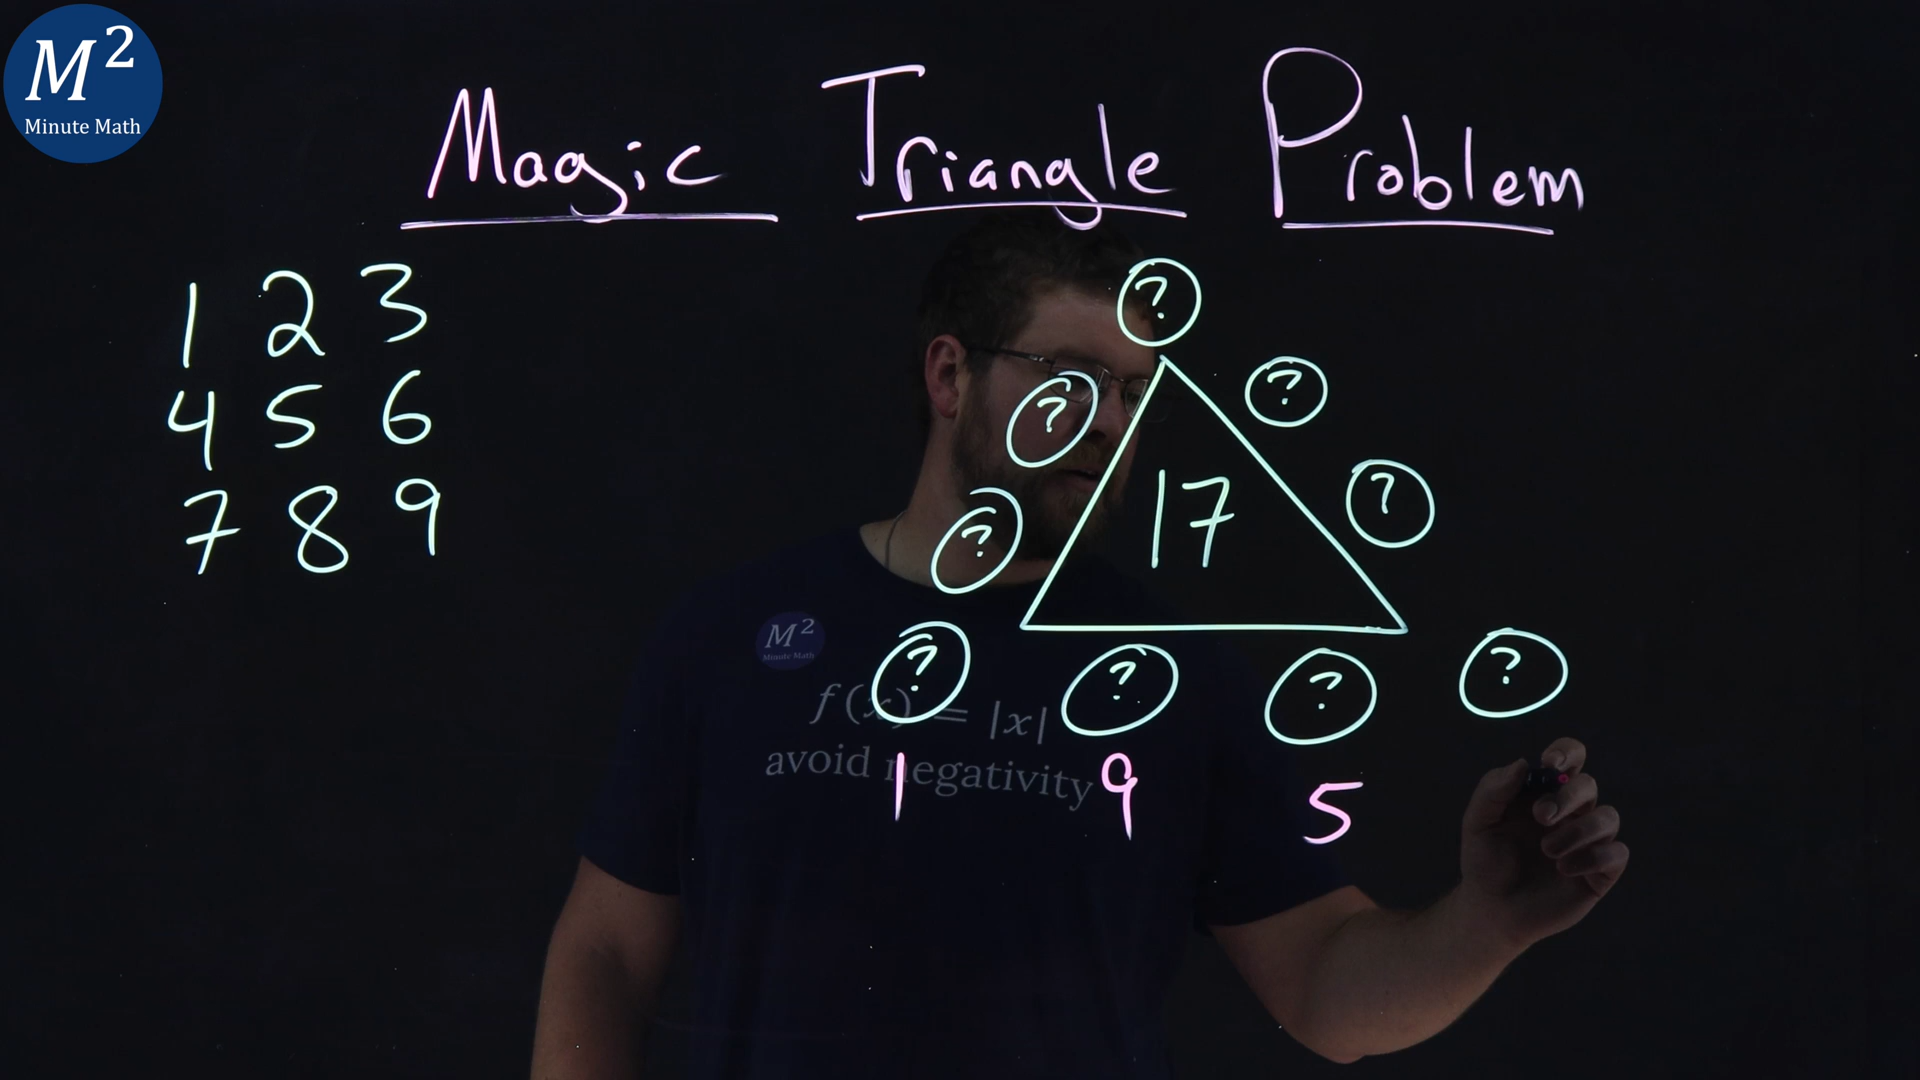 M²
Minute Math
Magic Triangle Problem
1 2 3
4 5 6
7 8 9
?
? ?
17
? ?
? ? ? ?
M²
Minute Math
f(x) = |x|
avoid negativity
1 9 5